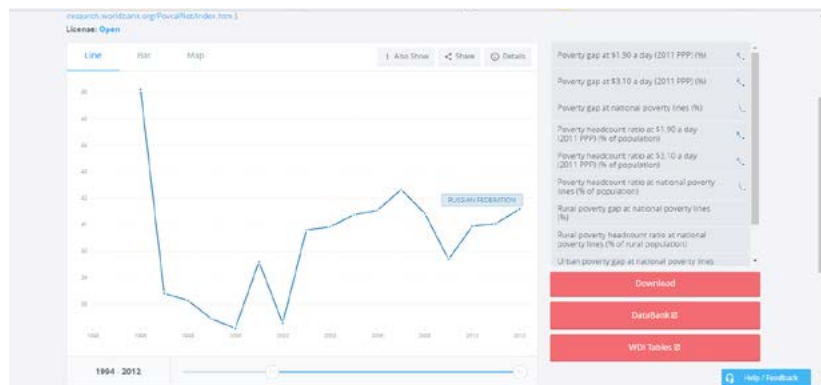 research.worldbank.org/PovcalNet/index.htm ).
License: Open
Line Bar Map Also Show Share Details
RUSSIAN FEDERATION
1994 - 2012
Poverty gap at $1.90 a day (2011 PPP) (%)
Poverty gap at $3.10 a day (2011 PPP) (%)
Poverty gap at national poverty lines (%)
Poverty headcount ratio at $1.90 a day
(2011 PPP) (% of population)
Poverty headcount ratio at $3.10 a day
(2011 PPP) (% of population)
Poverty headcount ratio at national poverty
lines (% of population)
Rural poverty gap at national poverty lines
(%)
Rural poverty headcount ratio at national
poverty lines (% of rural population)
Urban poverty gap at national poverty lines
Download
DataBank
WDI Tables
Help / Feedback